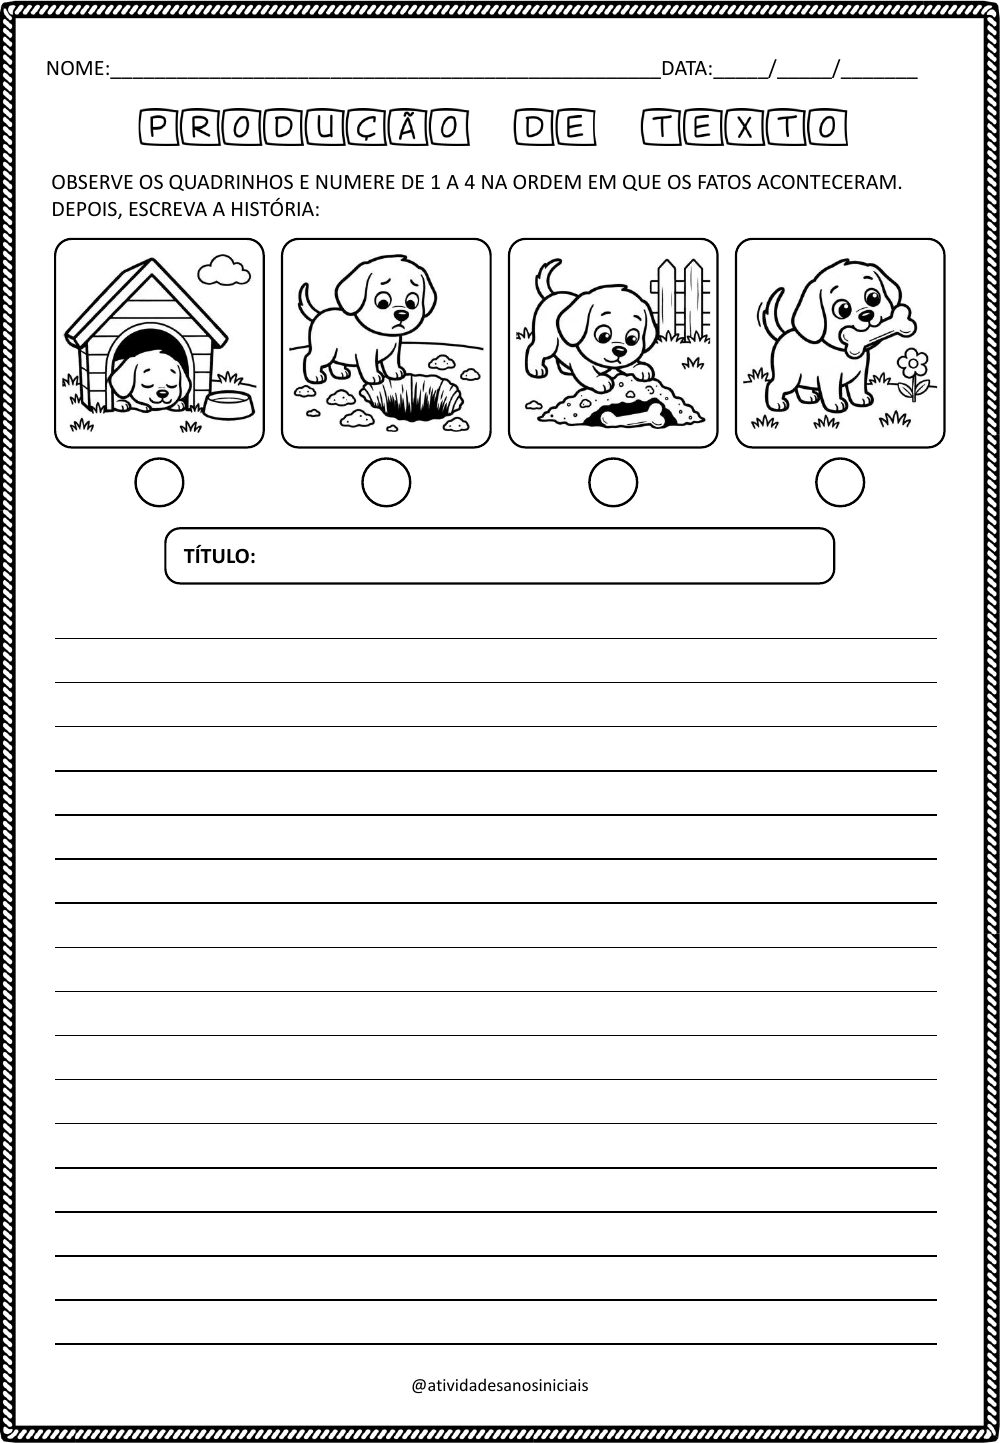 NOME:__________________________________________________DATA:_____/_____/_______
PRODUÇÃO DE TEXTO
OBSERVE OS QUADRINHOS E NUMERE DE 1 A 4 NA ORDEM EM QUE OS FATOS ACONTECERAM.
DEPOIS, ESCREVA A HISTÓRIA:
TÍTULO:
@atividadesanosiniciais